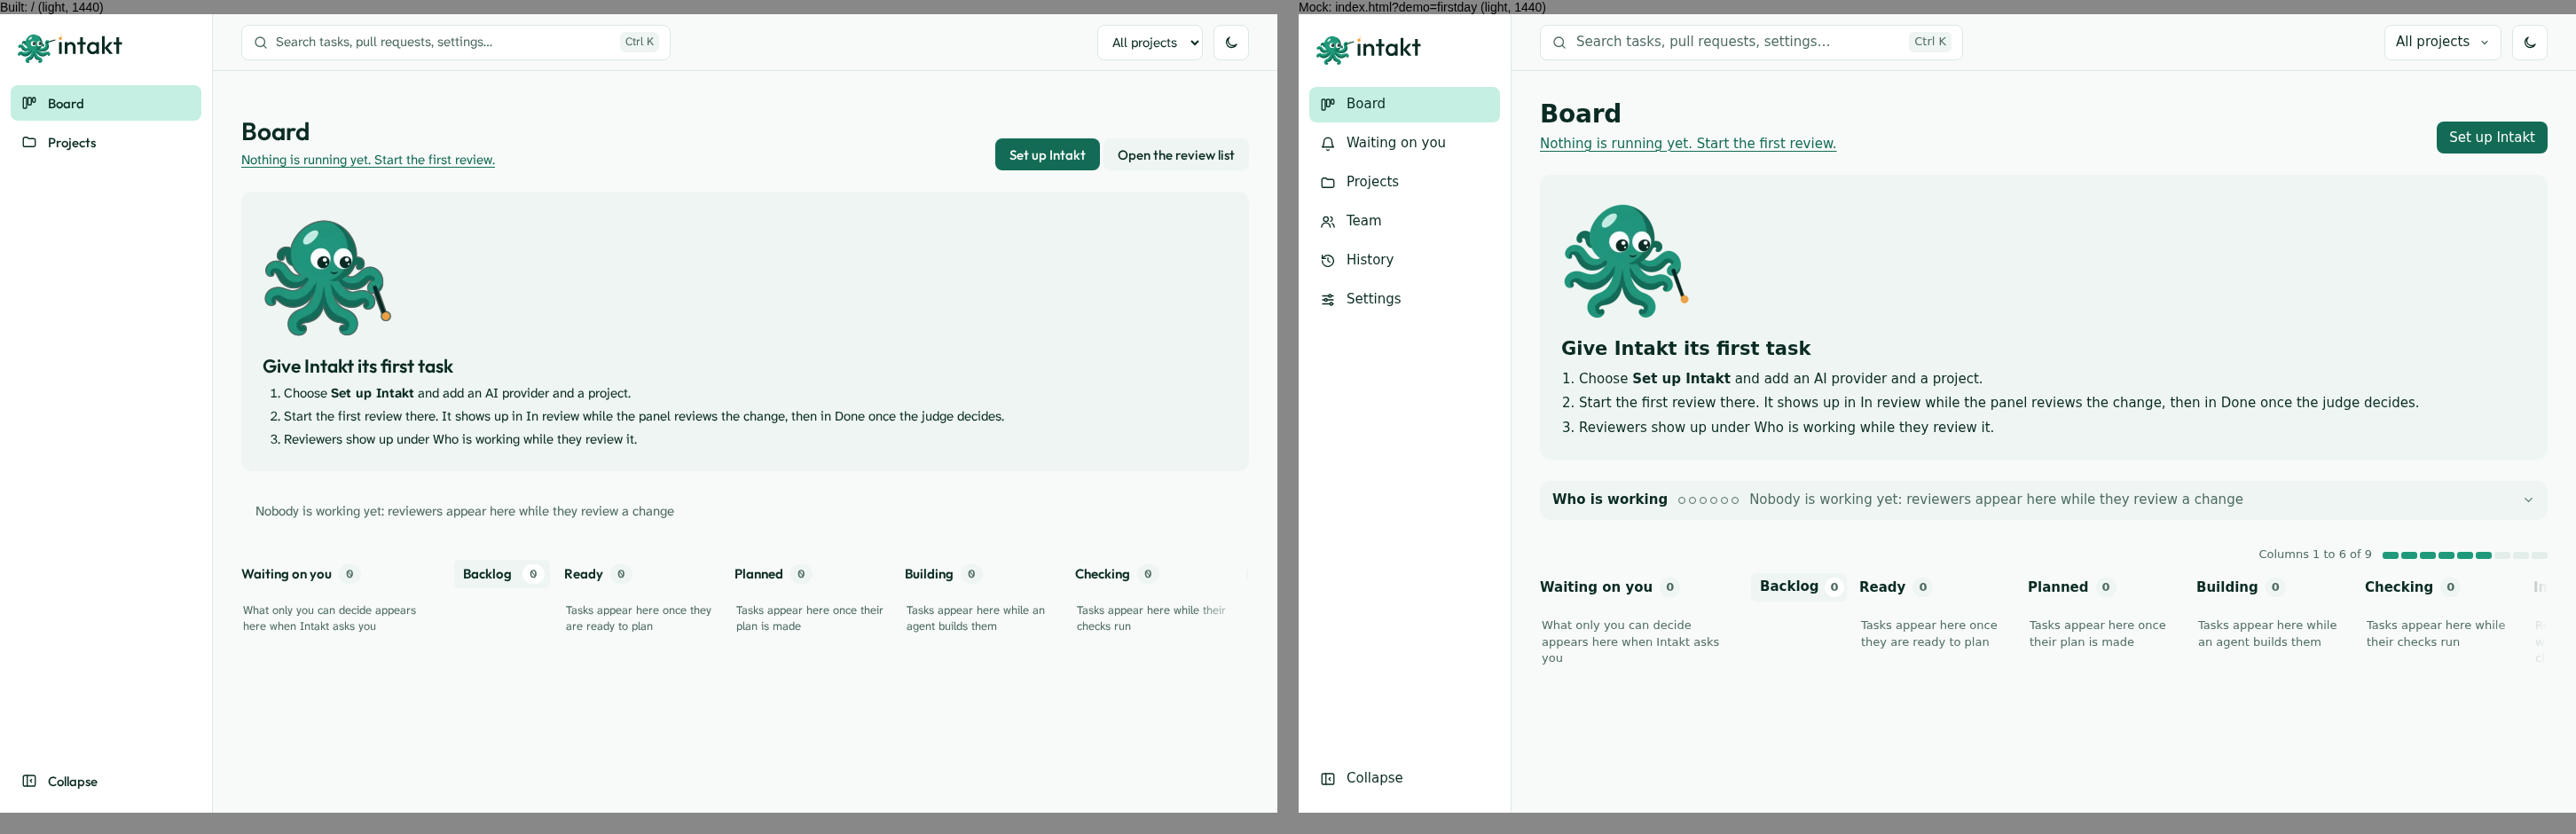 Built: / (light, 1440)
intakt
Search tasks, pull requests, settings...
Ctrl K
All projects
Board
Projects
Board
Nothing is running yet. Start the first review.
Set up Intakt
Open the review list
Give Intakt its first task
1. Choose Set up Intakt and add an AI provider and a project.
2. Start the first review there. It shows up in In review while the panel reviews the change, then in Done once the judge decides.
3. Reviewers show up under Who is working while they review it.
Nobody is working yet: reviewers appear here while they review a change
Waiting on you 0
Backlog 0
Ready 0
Planned 0
Building 0
Checking 0
What only you can decide appears
here when Intakt asks you
Tasks appear here once they
are ready to plan
Tasks appear here once their
plan is made
Tasks appear here while an
agent builds them
Tasks appear here while their
checks run
Collapse
Mock: index.html?demo=firstday (light, 1440)
intakt
Search tasks, pull requests, settings...
Ctrl K
All projects
Board
Waiting on you
Projects
Team
History
Settings
Board
Nothing is running yet. Start the first review.
Set up Intakt
Give Intakt its first task
1. Choose Set up Intakt and add an AI provider and a project.
2. Start the first review there. It shows up in In review while the panel reviews the change, then in Done once the judge decides.
3. Reviewers show up under Who is working while they review it.
Who is working Nobody is working yet: reviewers appear here while they review a change
Columns 1 to 6 of 9
Waiting on you 0
Backlog 0
Ready 0
Planned 0
Building 0
Checking 0
What only you can decide
appears here when Intakt asks
you
Tasks appear here once
they are ready to plan
Tasks appear here once
their plan is made
Tasks appear here while
an agent builds them
Tasks appear here while
their checks run
Collapse